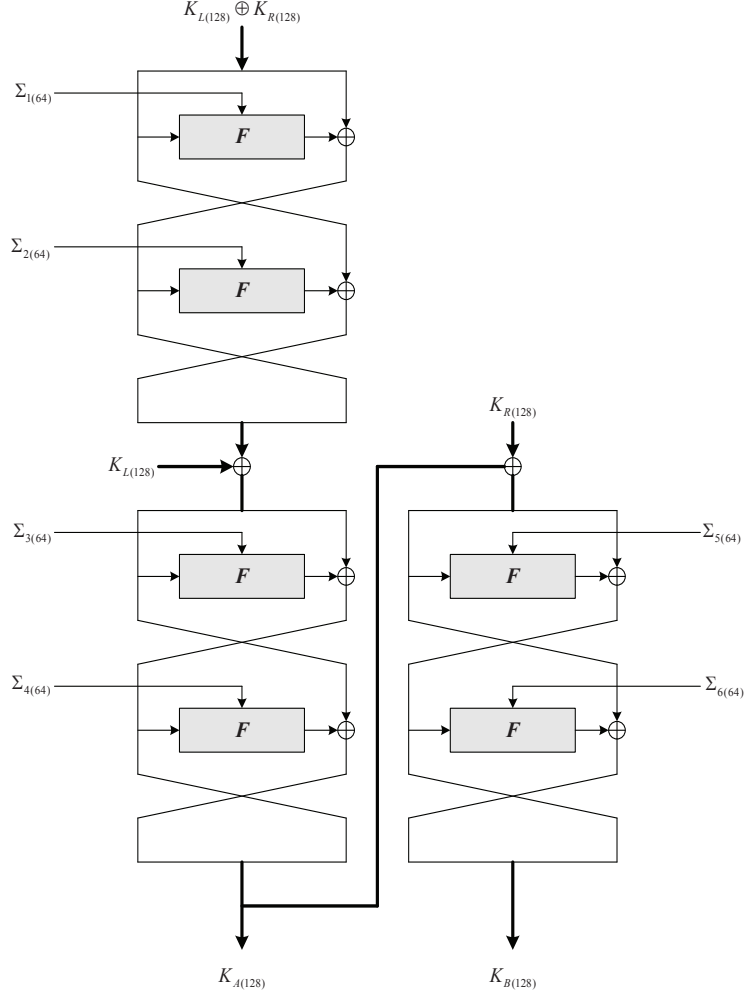 K_{L(128)} ⊕ K_{R(128)}
Σ_{1(64)}
F
Σ_{2(64)}
F
K_{R(128)}
K_{L(128)}
Σ_{3(64)}
F
F
Σ_{5(64)}
Σ_{4(64)}
F
F
Σ_{6(64)}
K_{A(128)}
K_{B(128)}